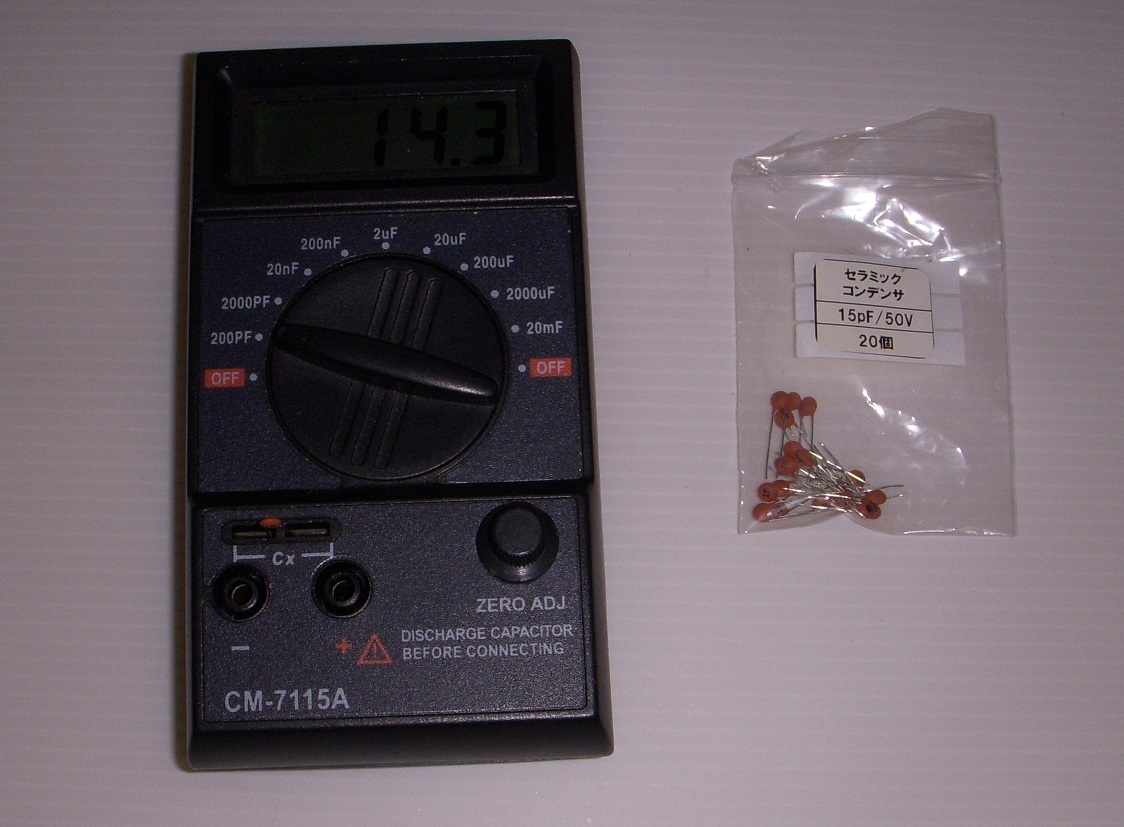 14.3
2uF
200nF
20uF
20nF
200uF
2000PF
2000uF
200PF
20mF
OFF
OFF
Cx
ZERO ADJ
DISCHARGE CAPACITOR
BEFORE CONNECTING
− +
CM-7115A
セラミック
コンデンサ
15pF/50V
20個